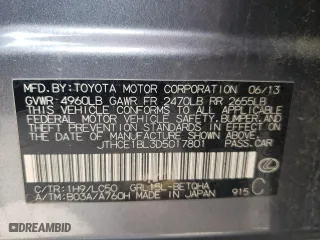 MFD.BY:TOYOTA MOTOR CORPORATION 06/13
GVWR 4960LB GAWR FR 2470LB RR 2655LB
THIS VEHICLE CONFORMS TO ALL APPLICABLE
FEDERAL MOTOR VEHICLE SAFETY, BUMPER, AND
THEFT PREVENTION STANDARDS IN EFFECT ON
THE DATE OF MANUFACTURE SHOWN ABOVE.
JTHCE1BL3D5017801 PASS.CAR
C/TR:1H9/LC50 GRL15L-BETQHA
A/TM:B03A/A760H MADE IN JAPAN 915
C
AUTOBIDMASTER